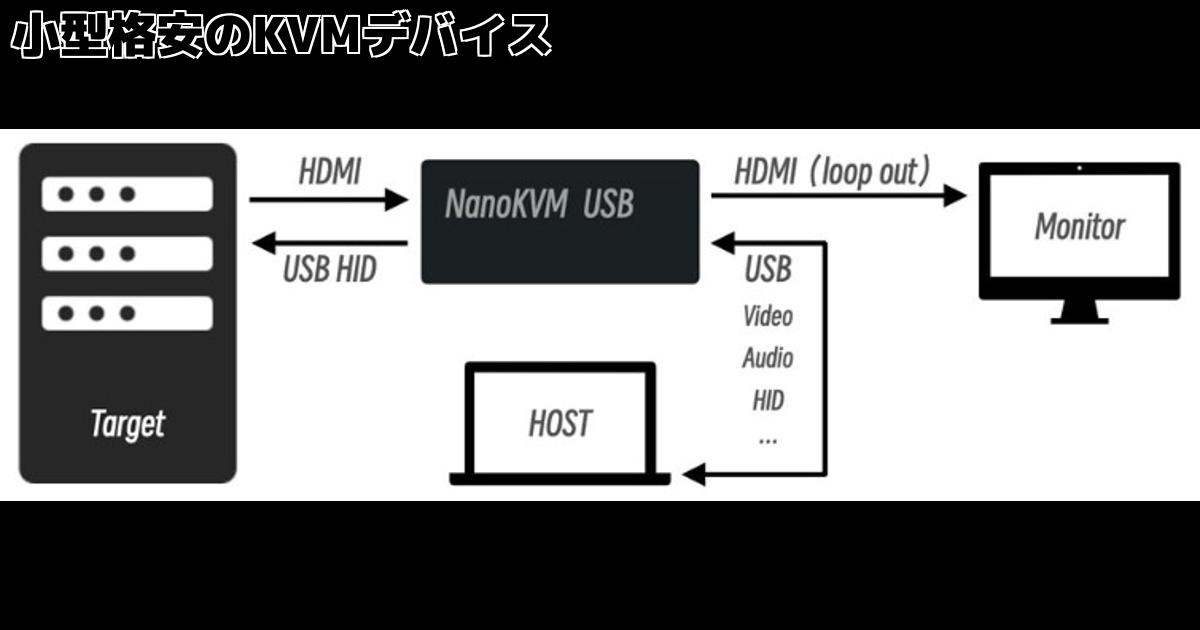 小型格安のKVMデバイス
HDMI
USB HID
Target
NanoKVM USB
HDMI (loop out)
USB
Video
Audio
HID
...
HOST
Monitor